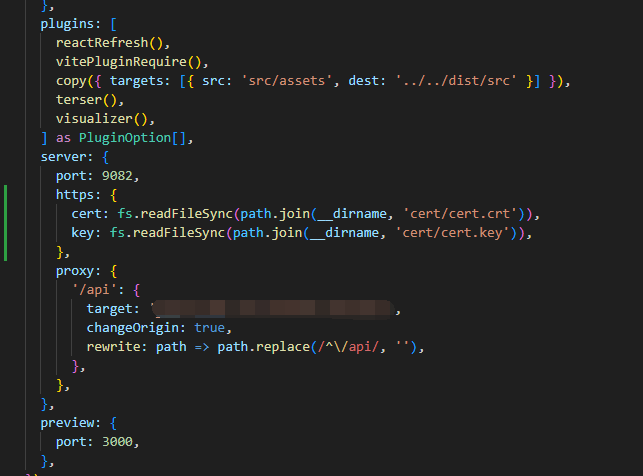 },
plugins: [
reactRefresh(),
vitePluginRequire(),
copy({ targets: [{ src: 'src/assets', dest: '../../dist/src' }] }),
terser(),
visualizer(),
] as PluginOption[],
server: {
port: 9082,
https: {
cert: fs.readFileSync(path.join(__dirname, 'cert/cert.crt')),
key: fs.readFileSync(path.join(__dirname, 'cert/cert.key')),
},
proxy: {
'/api': {
target: ',
changeOrigin: true,
rewrite: path => path.replace(/^\/api/, ''),
},
},
},
preview: {
port: 3000,
},